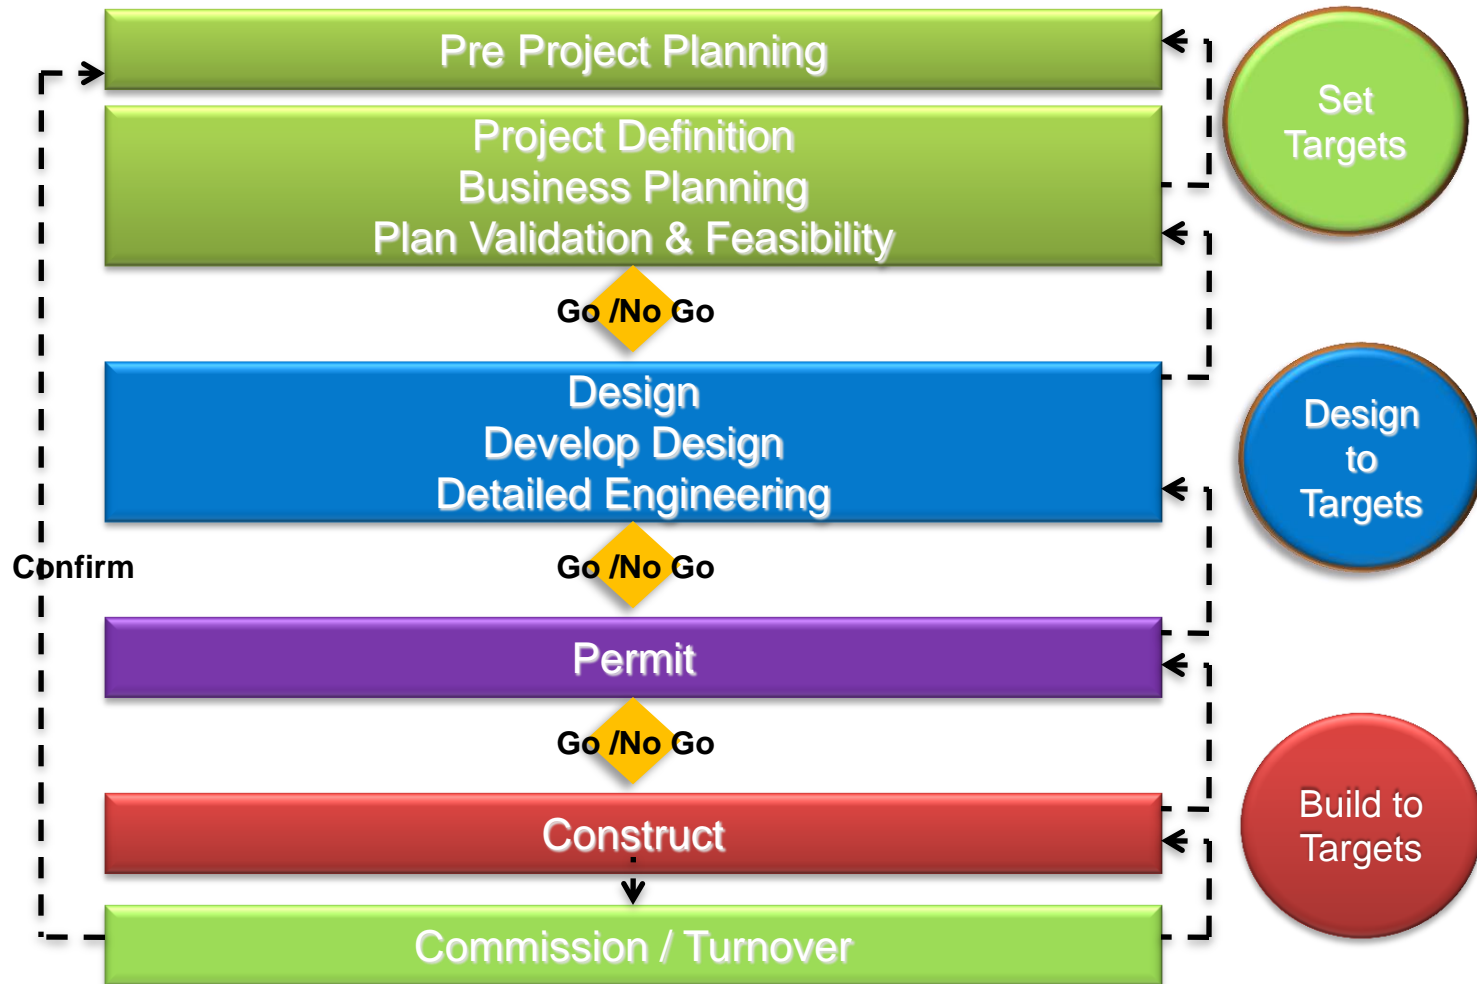 Pre Project Planning
Set
Targets
Project Definition
Business Planning
Plan Validation & Feasibility
Go /No Go
Design
Develop Design
Detailed Engineering
Design
to
Targets
Confirm
Go /No Go
Permit
Go /No Go
Construct
Build to
Targets
Commission / Turnover